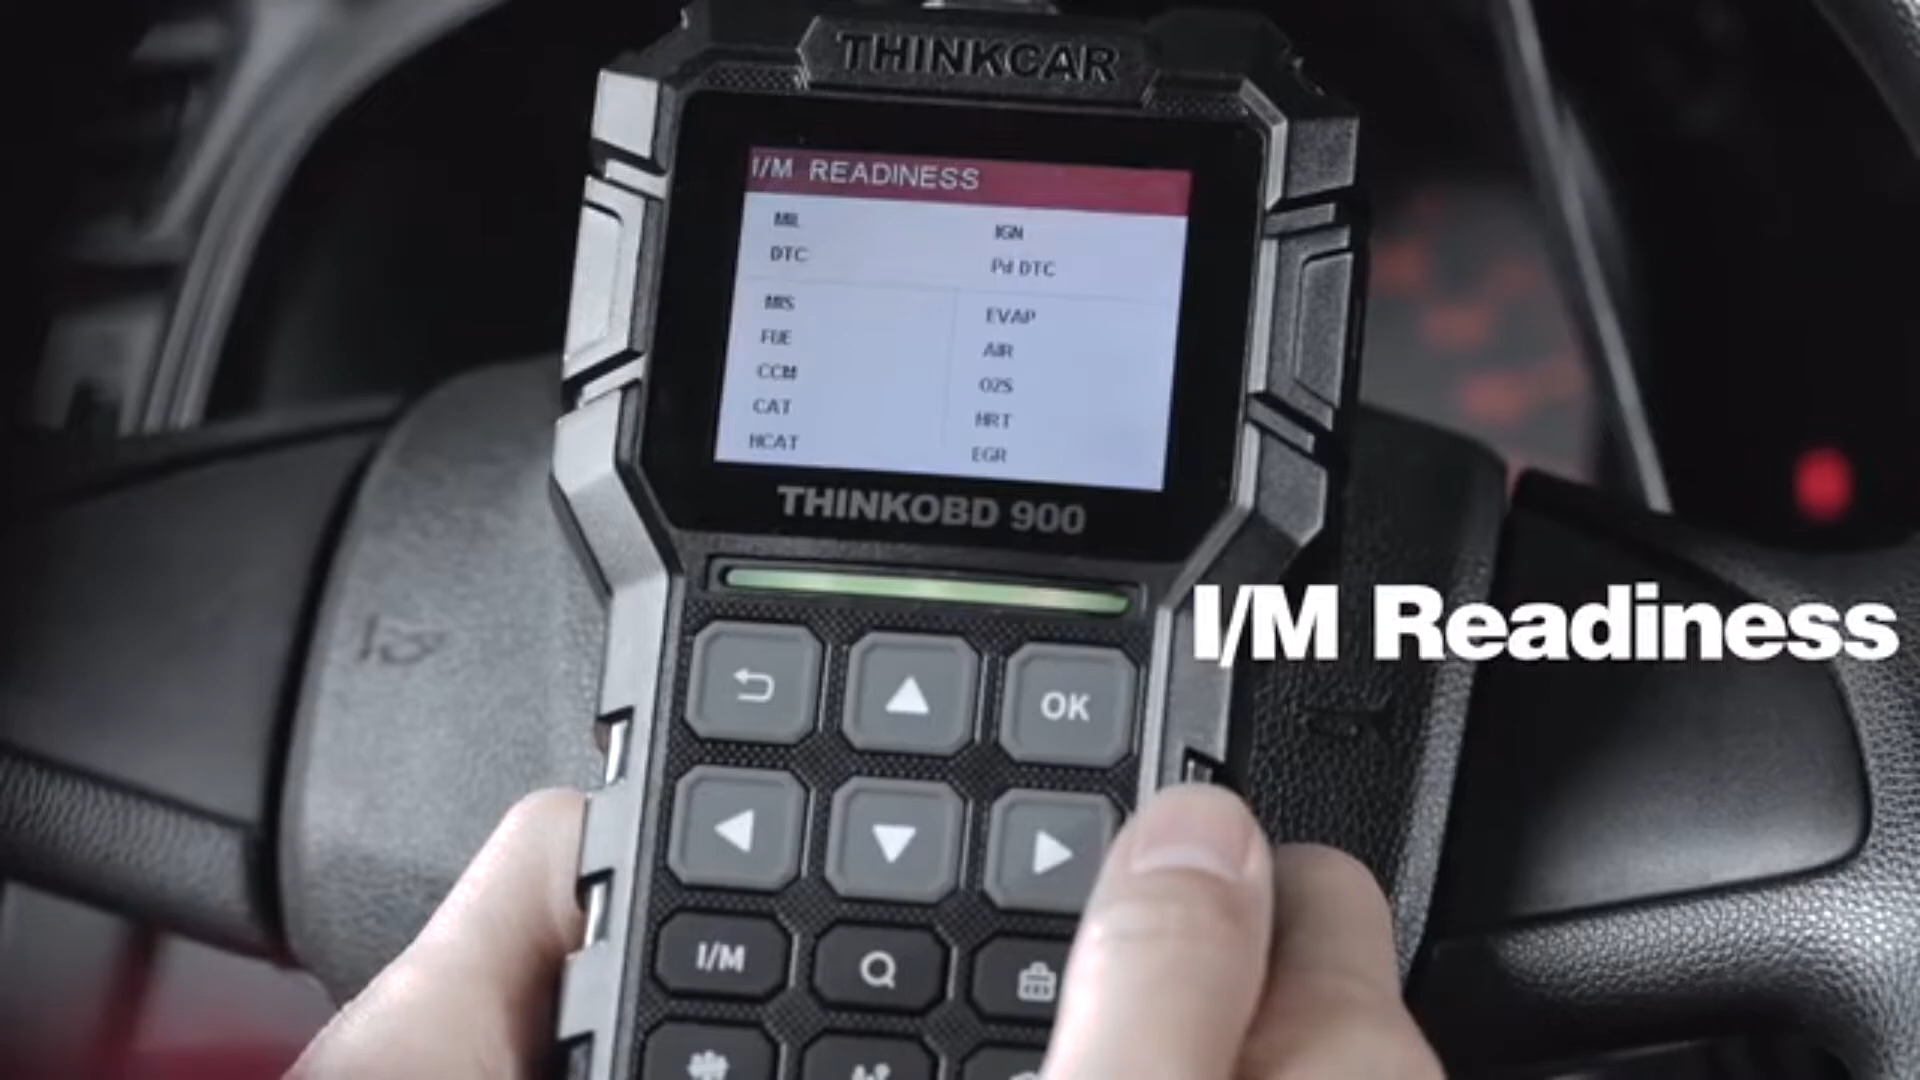 THINKCAR
I/M READINESS
MIL
IGN
DTC
Pd DTC
MIS
EVAP
FUE
AIR
CCM
O2S
CAT
HRT
HCAT
EGR
THINKOBD 900
I/M Readiness
OK
I/M